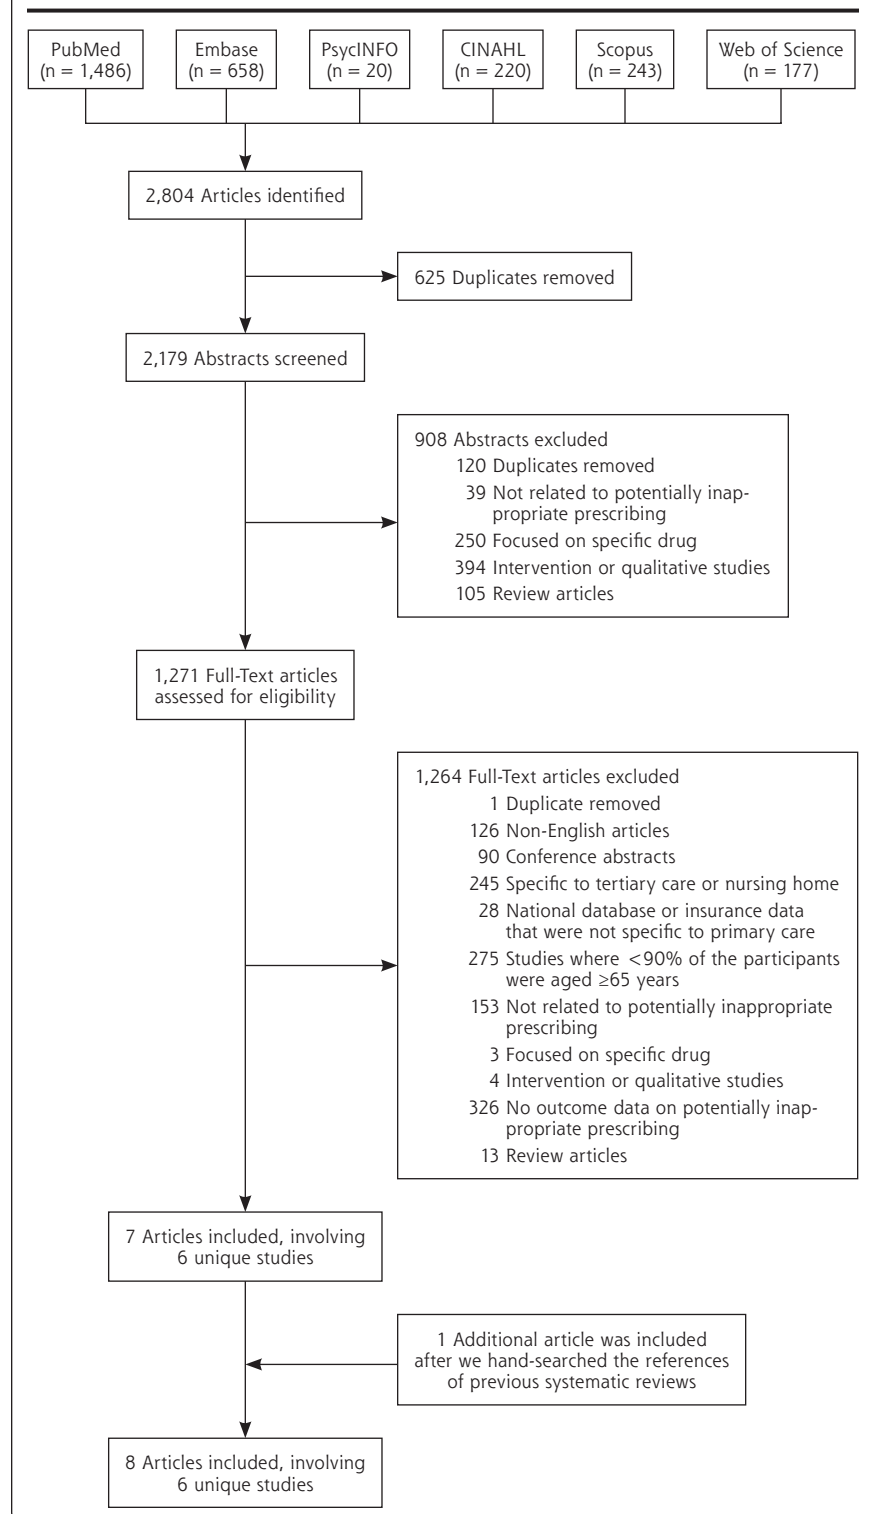 PubMed
(n = 1,486)
Embase
(n = 658)
PsycINFO
(n = 20)
CINAHL
(n = 220)
Scopus
(n = 243)
Web of Science
(n = 177)
2,804 Articles identified
625 Duplicates removed
2,179 Abstracts screened
908 Abstracts excluded
120 Duplicates removed
39 Not related to potentially inap-
propriate prescribing
250 Focused on specific drug
394 Intervention or qualitative studies
105 Review articles
1,271 Full-Text articles
assessed for eligibility
1,264 Full-Text articles excluded
1 Duplicate removed
126 Non-English articles
90 Conference abstracts
245 Specific to tertiary care or nursing home
28 National database or insurance data
that were not specific to primary care
275 Studies where <90% of the participants
were aged ≥65 years
153 Not related to potentially inappropriate
prescribing
3 Focused on specific drug
4 Intervention or qualitative studies
326 No outcome data on potentially inap-
propriate prescribing
13 Review articles
7 Articles included, involving
6 unique studies
1 Additional article was included
after we hand-searched the references
of previous systematic reviews
8 Articles included, involving
6 unique studies